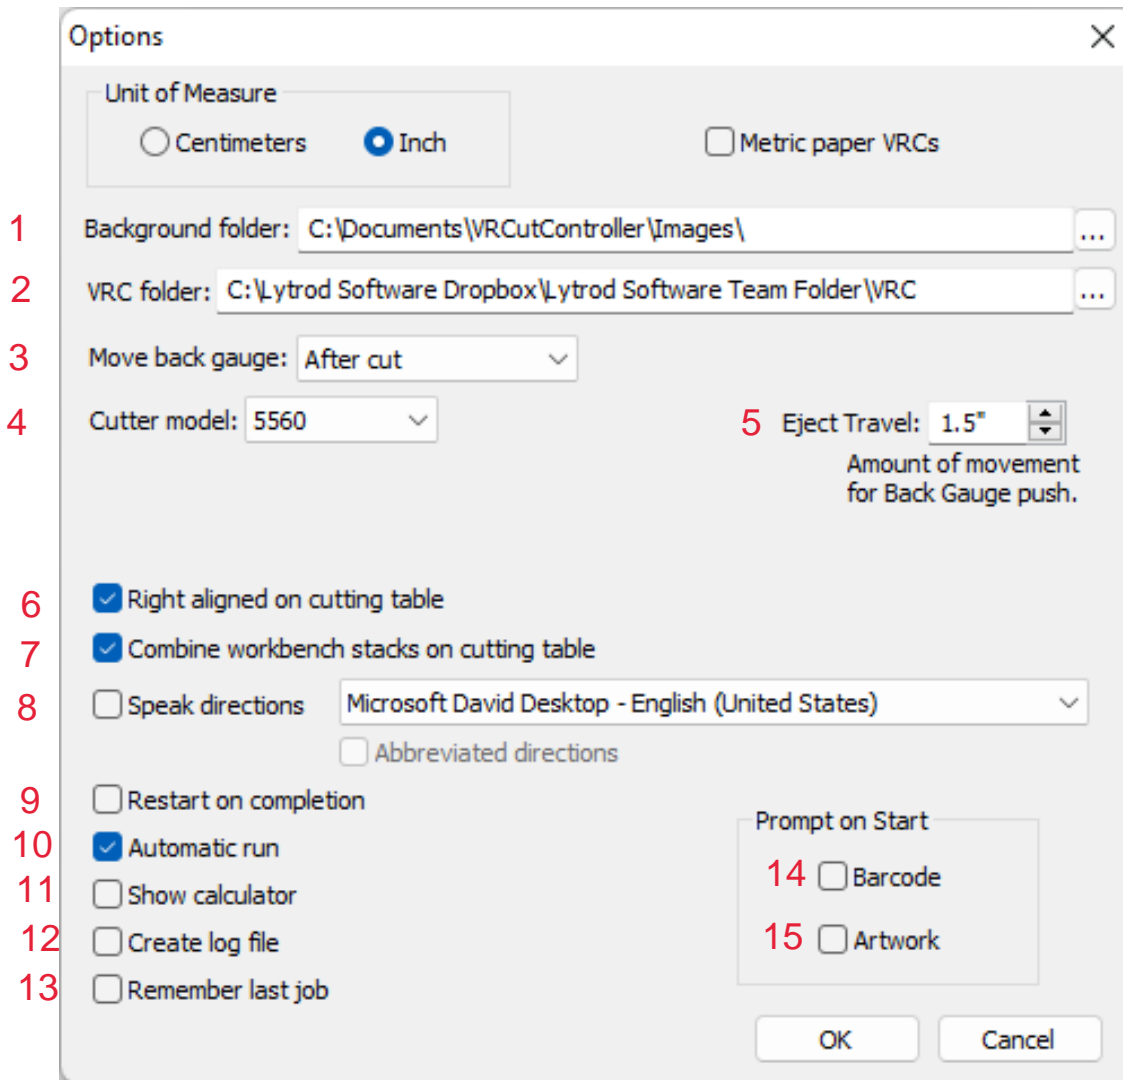 Options
Unit of Measure
Centimeters Inch Metric paper VRCs
1 Background folder: C:\Documents\VRCutController\Images\ ...
2 VRC folder: C:\Lytrod Software Dropbox\Lytrod Software Team Folder\VRC ...
3 Move back gauge: After cut
4 Cutter model: 5560 5 Eject Travel: 1.5"
Amount of movement
for Back Gauge push.
6 Right aligned on cutting table
7 Combine workbench stacks on cutting table
8 Speak directions Microsoft David Desktop - English (United States)
Abbreviated directions
9 Restart on completion
Prompt on Start
10 Automatic run
14 Barcode
11 Show calculator
12 Create log file 15 Artwork
13 Remember last job
OK Cancel